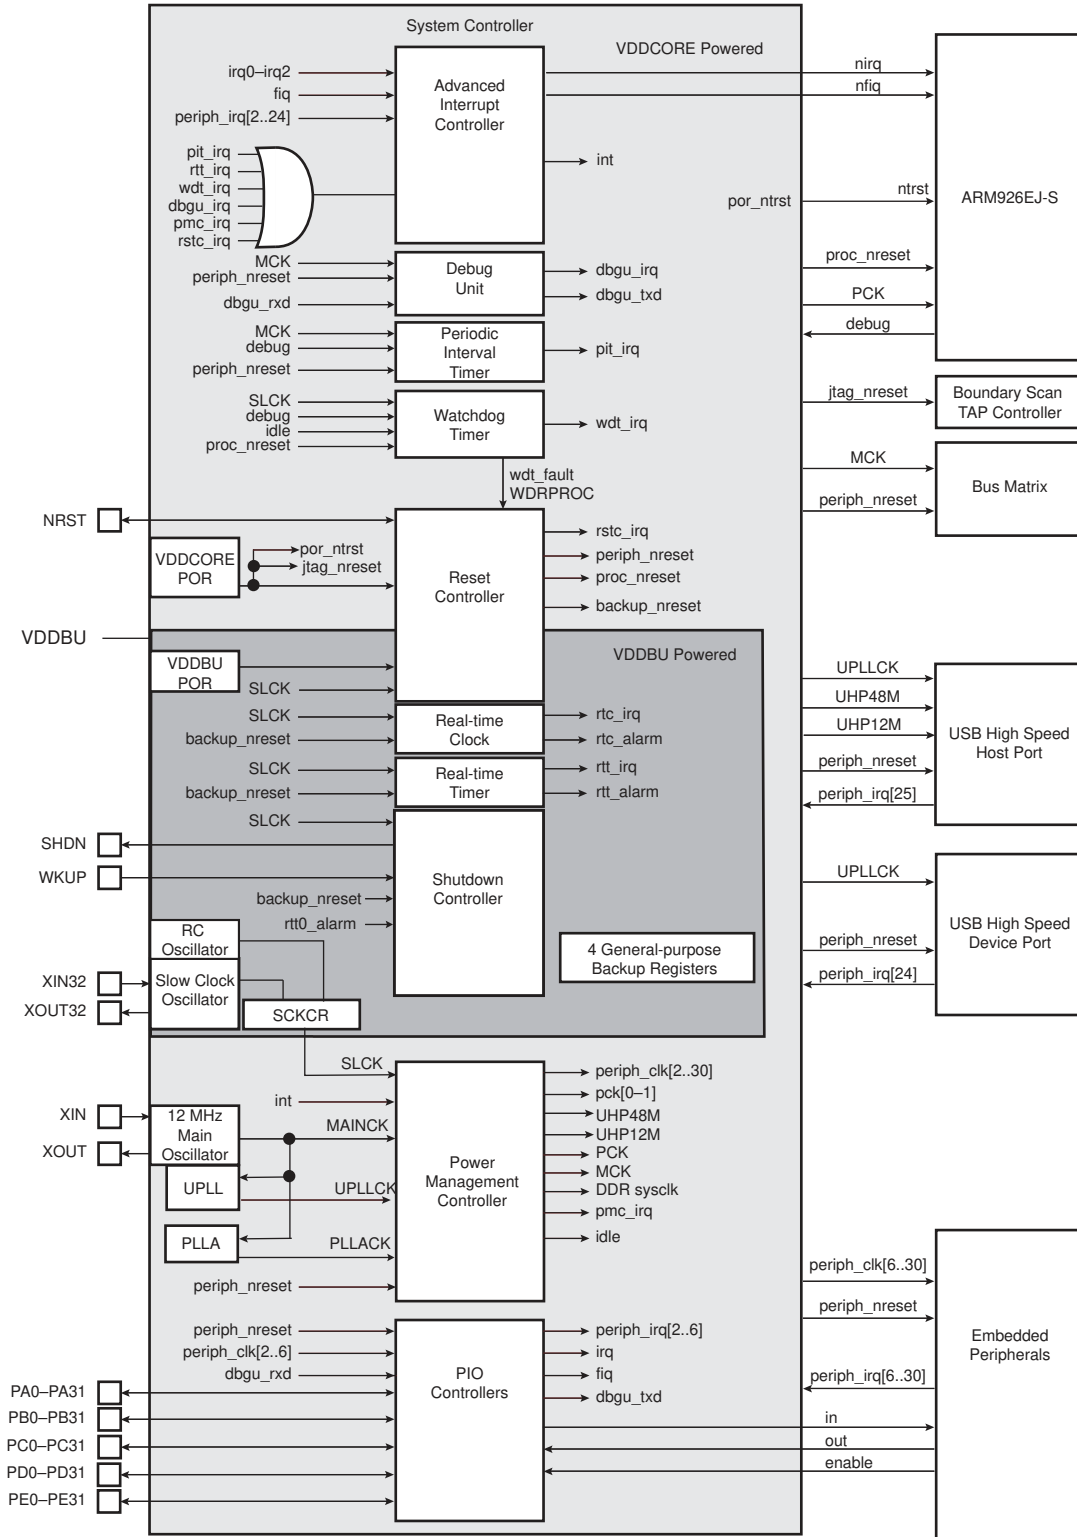 System Controller
VDDCORE Powered
irq0–irq2
fiq
periph_irq[2..24]
Advanced
Interrupt
Controller
nirq
nfiq
int
pit_irq
rtt_irq
wdt_irq
dbgu_irq
pmc_irq
rstc_irq
por_ntrst
ntrst
ARM926EJ-S
proc_nreset
PCK
debug
MCK
periph_nreset
dbgu_rxd
Debug
Unit
dbgu_irq
dbgu_txd
MCK
debug
periph_nreset
Periodic
Interval
Timer
pit_irq
SLCK
debug
idle
proc_nreset
Watchdog
Timer
wdt_irq
jtag_nreset
Boundary Scan
TAP Controller
MCK
periph_nreset
Bus Matrix
wdt_fault
WDRPROC
NRST
VDDCORE
POR
por_ntrst
jtag_nreset
Reset
Controller
rstc_irq
periph_nreset
proc_nreset
backup_nreset
VDDBU
VDDBU Powered
VDDBU
POR
SLCK
SLCK
backup_nreset
Real-time
Clock
rtc_irq
rtc_alarm
SLCK
backup_nreset
Real-time
Timer
rtt_irq
rtt_alarm
UPLLCK
UHP48M
UHP12M
periph_nreset
periph_irq[25]
USB High Speed
Host Port
SLCK
SHDN
WKUP
backup_nreset
rtt0_alarm
Shutdown
Controller
4 General-purpose
Backup Registers
UPLLCK
periph_nreset
periph_irq[24]
USB High Speed
Device Port
RC
Oscillator
XIN32
XOUT32
Slow Clock
Oscillator
SCKCR
SLCK
int
XIN
XOUT
12 MHz
Main
Oscillator
MAINCK
UPLL
UPLLCK
PLLA
PLLACK
periph_nreset
Power
Management
Controller
periph_clk[2..30]
pck[0–1]
UHP48M
UHP12M
PCK
MCK
DDR sysclk
pmc_irq
idle
periph_clk[6..30]
periph_nreset
periph_irq[6..30]
in
out
enable
Embedded
Peripherals
periph_nreset
periph_clk[2..6]
dbgu_rxd
PIO
Controllers
periph_irq[2..6]
irq
fiq
dbgu_txd
PA0–PA31
PB0–PB31
PC0–PC31
PD0–PD31
PE0–PE31